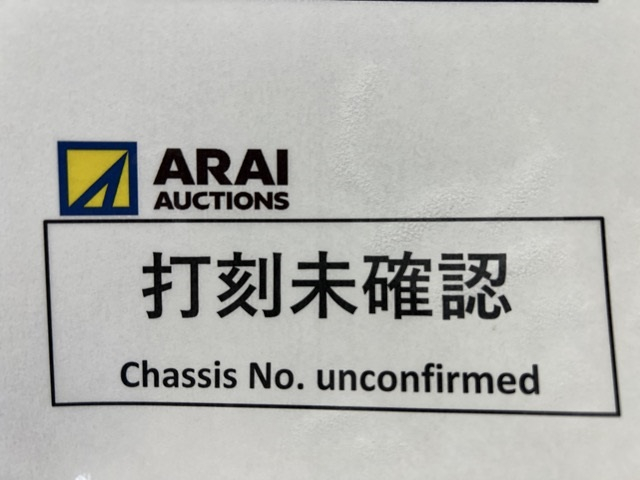 ARAI
AUCTIONS
打刻未確認
Chassis No. unconfirmed